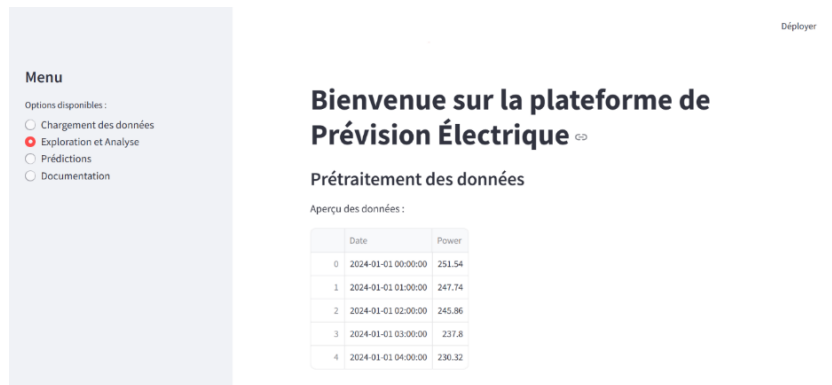 Déployer
Menu
Options disponibles :
Chargement des données
Exploration et Analyse
Prédictions
Documentation
Bienvenue sur la plateforme de
Prévision Électrique
Prétraitement des données
Aperçu des données :
Date Power
0 2024-01-01 00:00:00 251.54
1 2024-01-01 01:00:00 247.74
2 2024-01-01 02:00:00 245.86
3 2024-01-01 03:00:00 237.8
4 2024-01-01 04:00:00 230.32